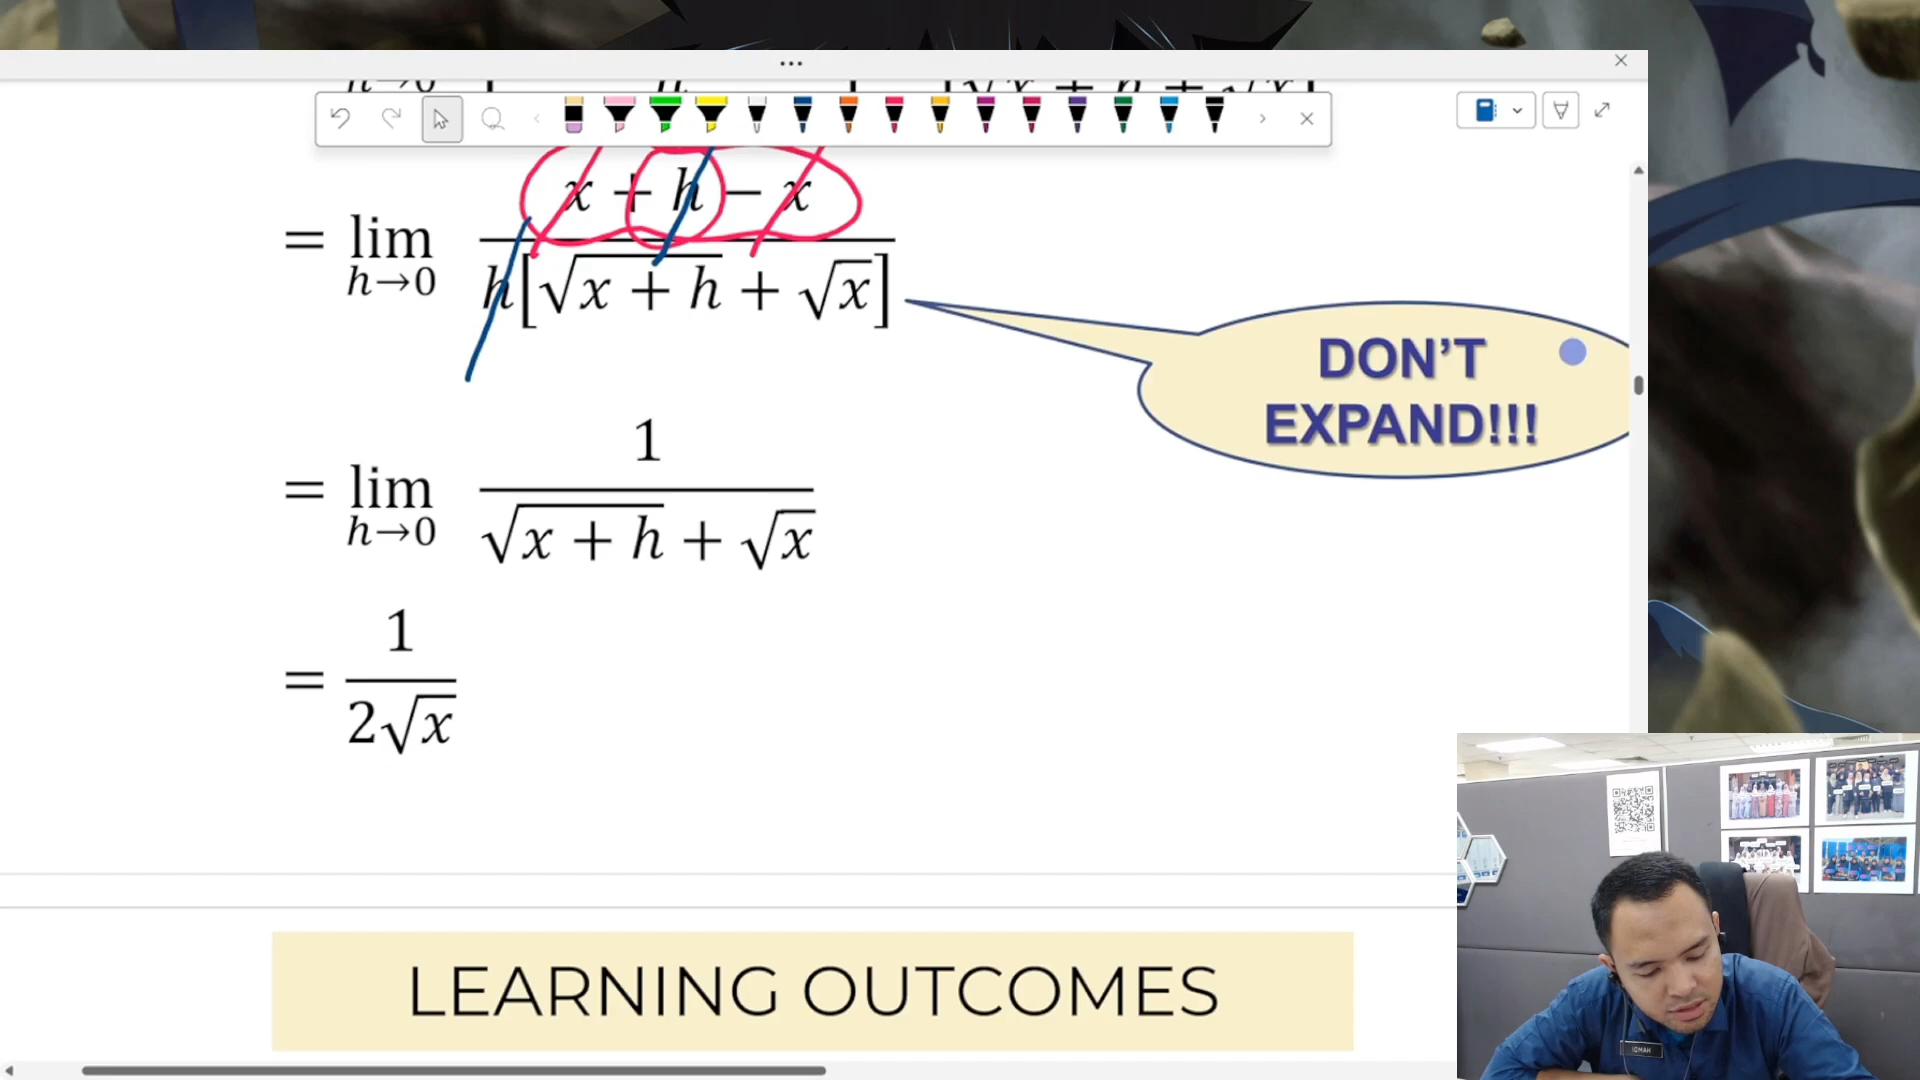 x + h − x
= lim
h→0
h[√x + h + √x]
DON’T
EXPAND!!!
1
= lim
h→0
√x + h + √x
1
=
2√x
LEARNING OUTCOMES